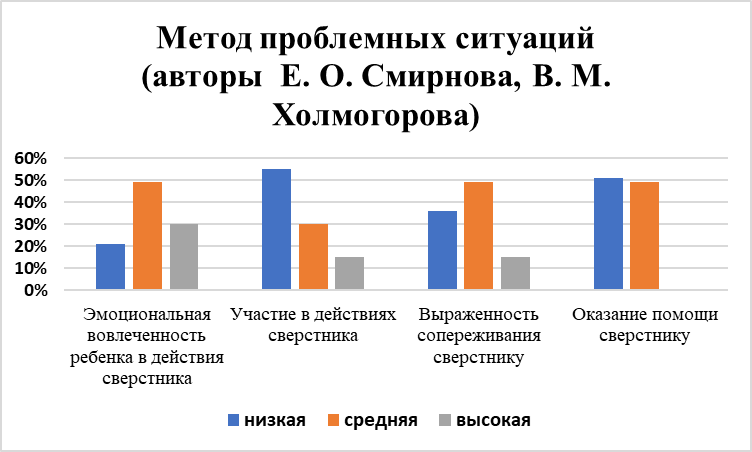 Метод проблемных ситуаций
(авторы Е. О. Смирнова, В. М.
Холмогорова)
60%
50%
40%
30%
20%
10%
0%
Эмоциональная
вовлеченность
ребенка в действия
сверстника
Участие в действиях
сверстника
Выраженность
сопереживания
сверстнику
Оказание помощи
сверстнику
низкая
средняя
высокая